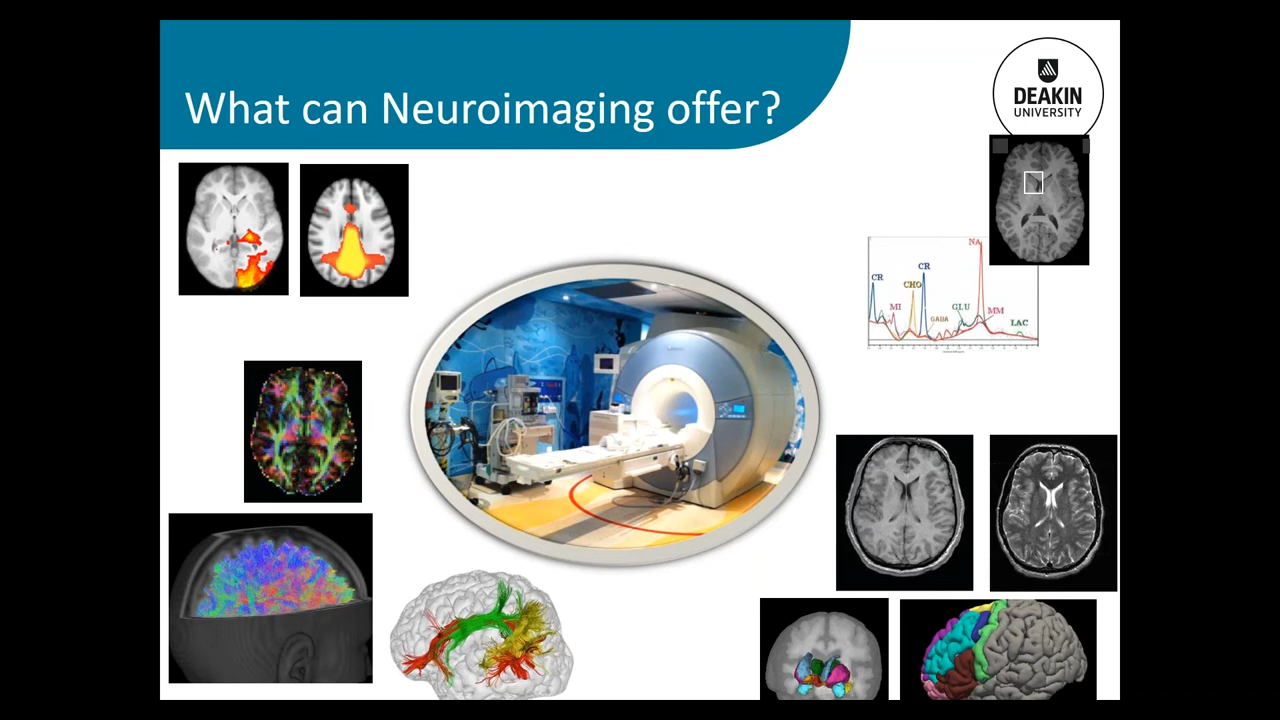 What can Neuroimaging offer?
DEAKIN
UNIVERSITY
NA
CR
CR
CHO
MI
GABA
GLU
MM
LAC